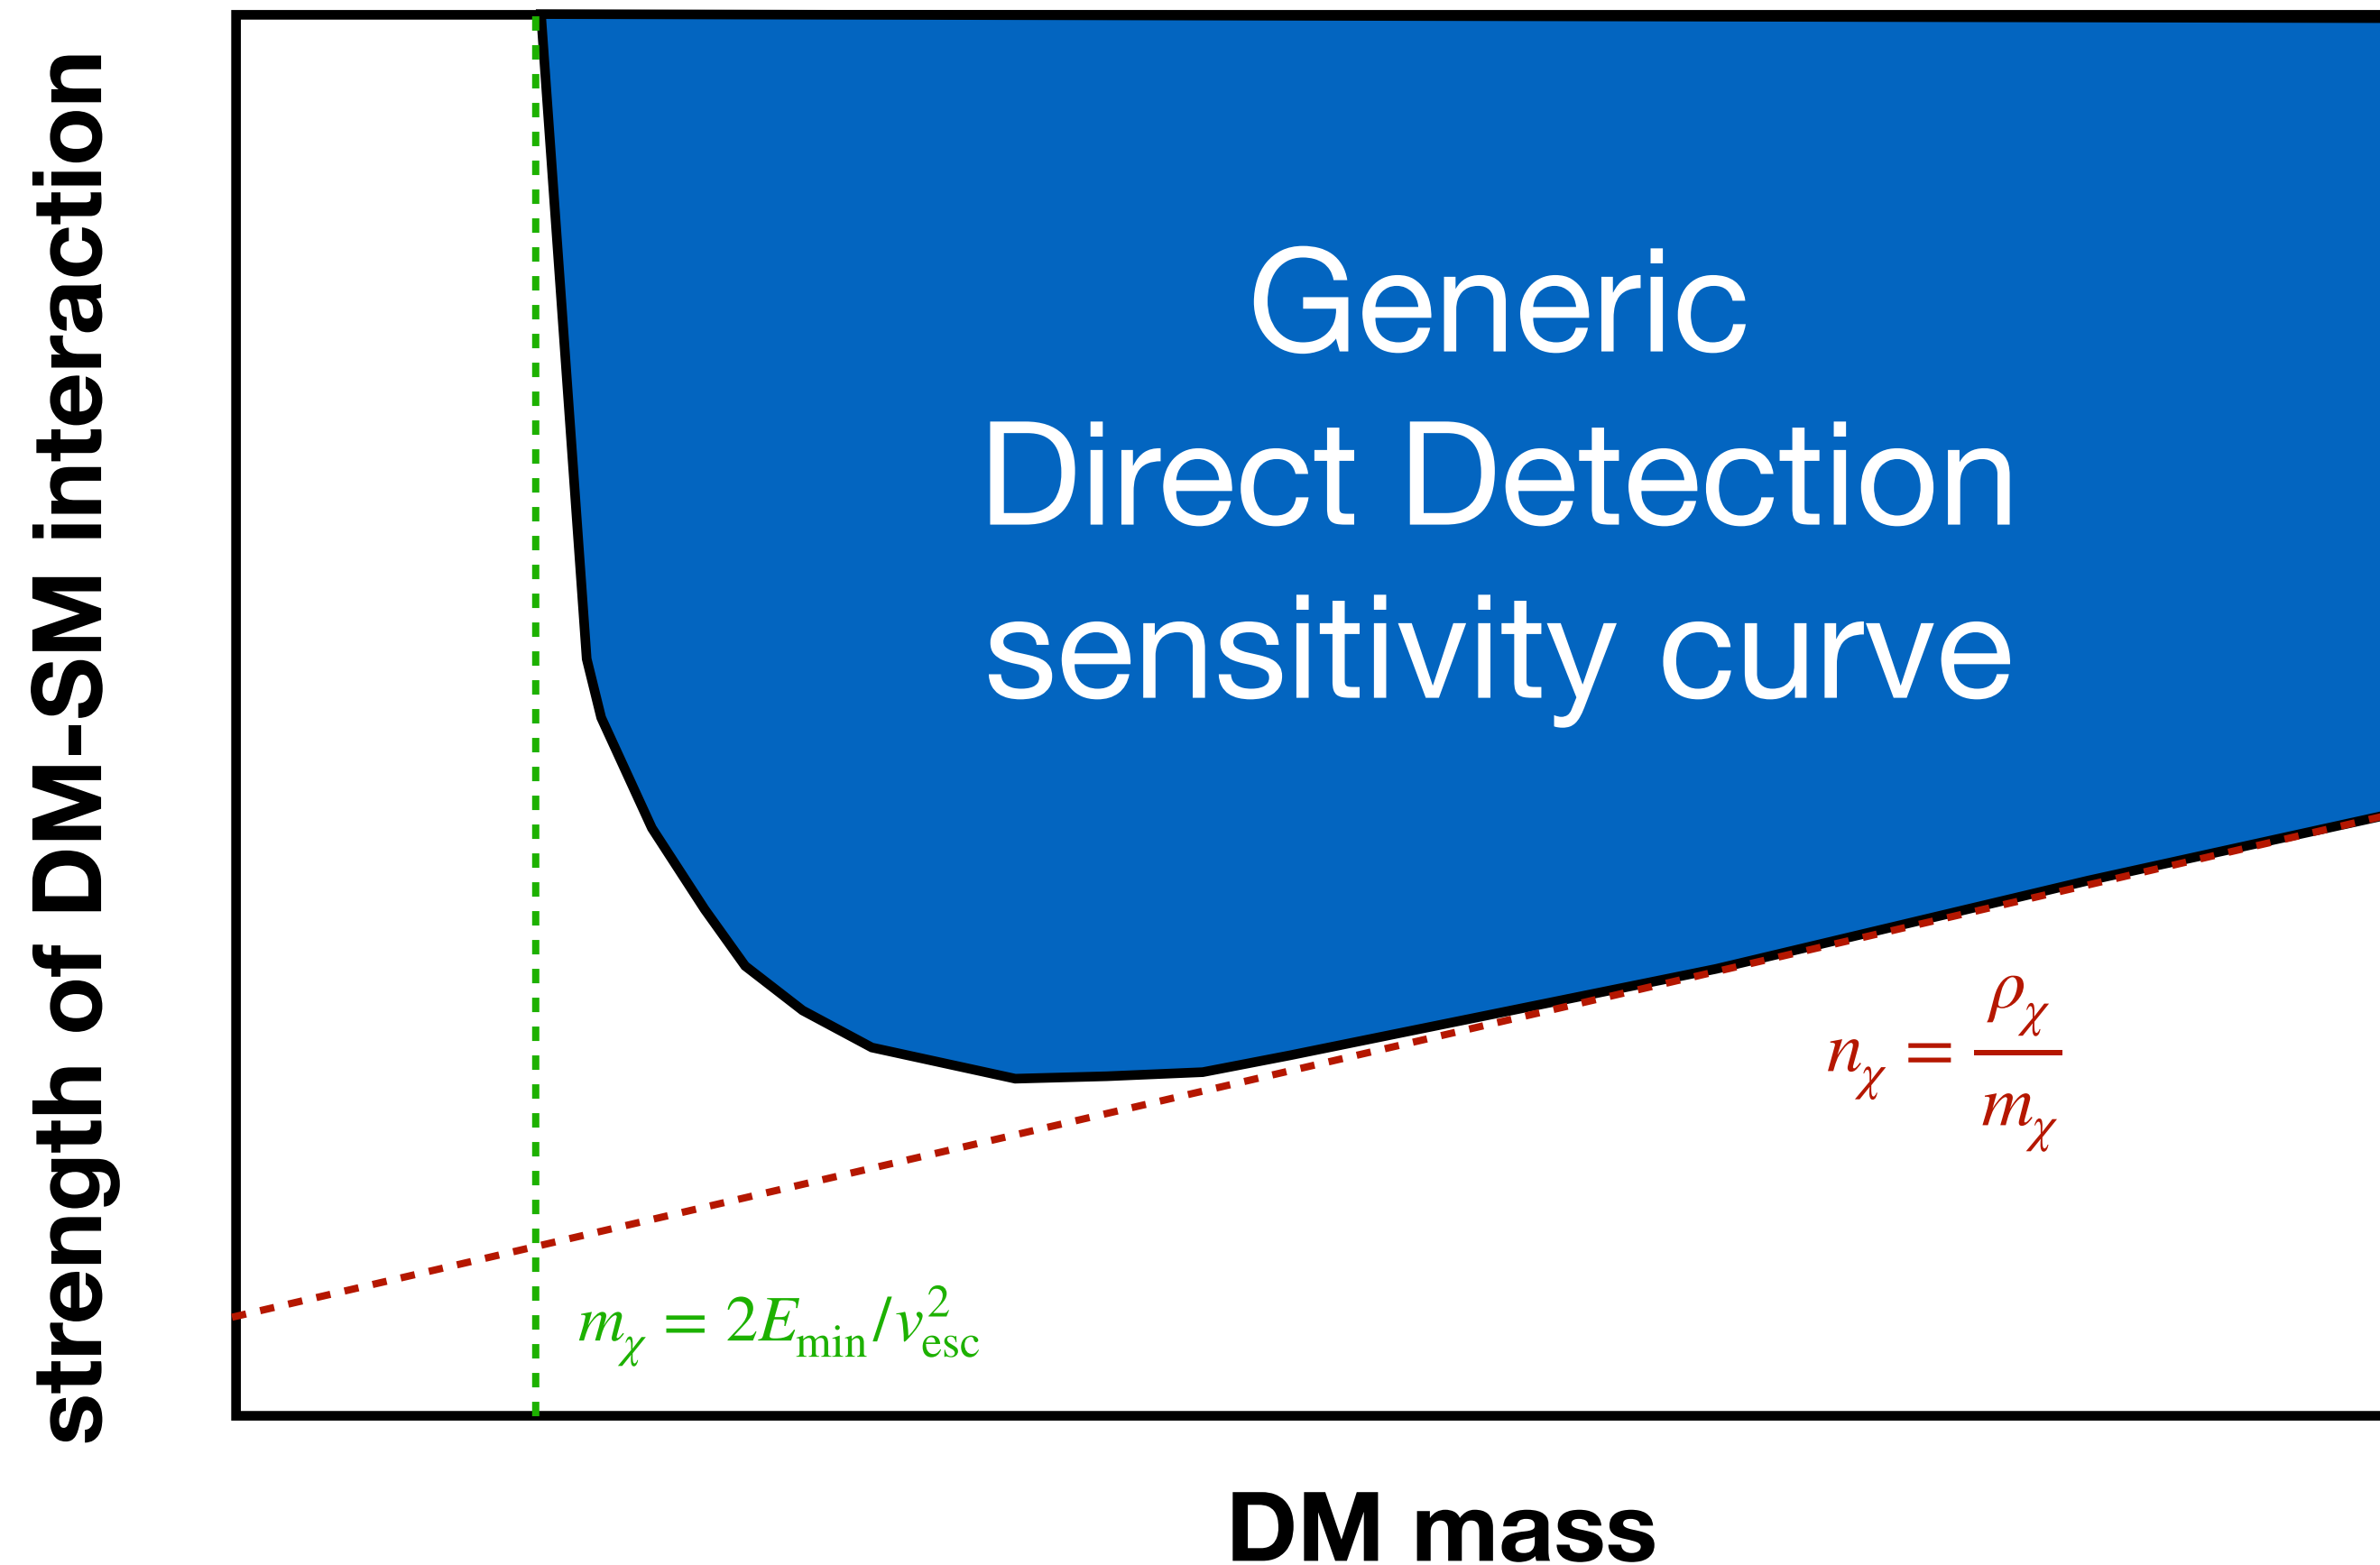 strength of DM-SM interaction
Generic
Direct Detection
sensitivity curve
nχ = ρχ / mχ
mχ = 2Emin/v²esc
DM mass